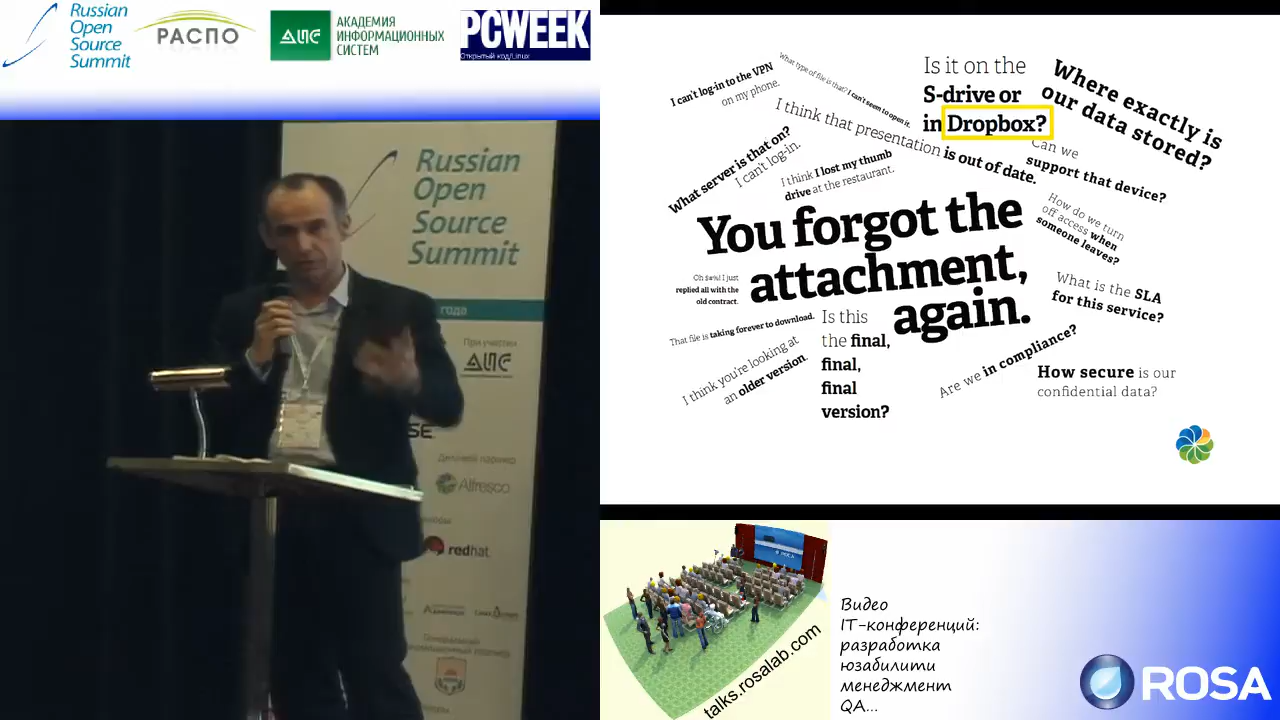 Russian
Open
Source
Summit
РАСПО
АИС
АКАДЕМИЯ
ИНФОРМАЦИОННЫХ
СИСТЕМ
PCWEEK
Открытый код/Linux
Russian
Open
Source
Summit
года
При участии
АИС
SE
Деловой партнер
Alfresco
redhat
I can't log-in to the VPN
on my phone.
What type of file is that? I can't seem to open it.
I think that presentation is out of date.
Is it on the
S-drive or
in Dropbox?
Where exactly is
our data stored?
What server is that on?
I can't log-in.
I think I lost my thumb
drive at the restaurant.
Can we
support that device?
How do we turn
off access when
someone leaves?
You forgot the
attachment,
again.
Oh $#%! I just
replied all with the
old contract.
What is the SLA
for this service?
That file is taking forever to download.
Is this
the final,
final,
final
version?
I think you're looking at
an older version.
Are we in compliance?
How secure is our
confidential data?
talks.rosalab.com
Видео
IT-конференций:
разработка
юзабилити
менеджмент
QA...
ROSA